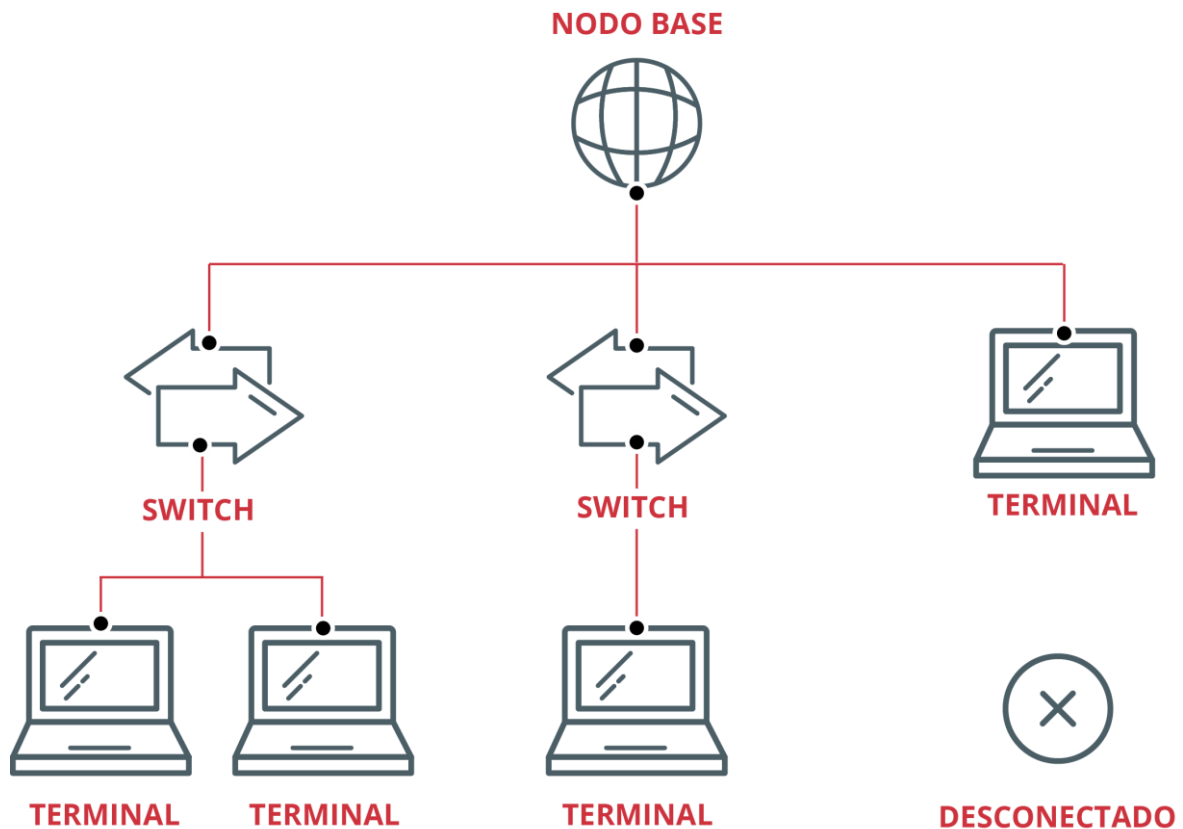 NODO BASE
SWITCH
SWITCH
TERMINAL
TERMINAL
TERMINAL
TERMINAL
DESCONECTADO